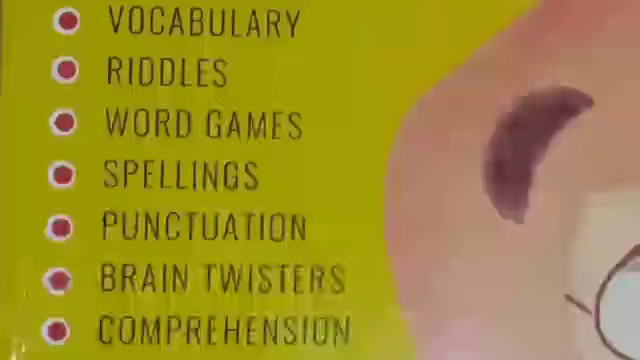 VOCABULARY
RIDDLES
WORD GAMES
SPELLINGS
PUNCTUATION
BRAIN TWISTERS
COMPREHENSION